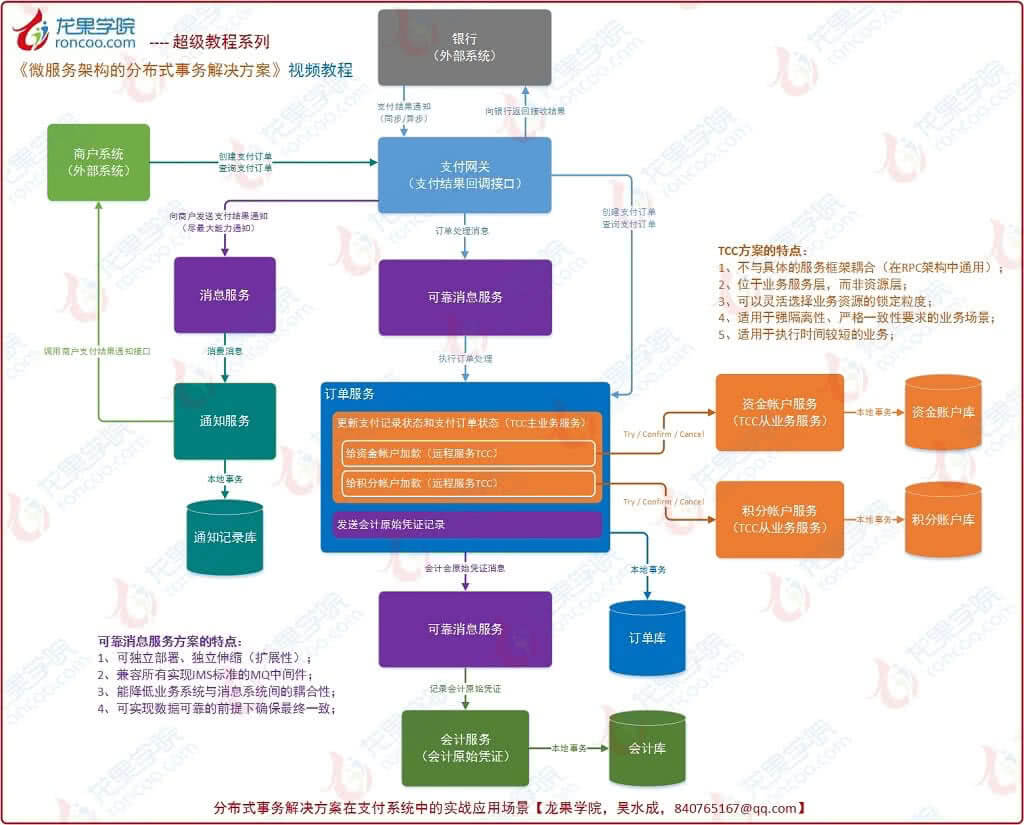 龙果学院
roncoo.com
---- 超级教程系列
《微服务架构的分布式事务解决方案》视频教程
银行
(外部系统)
支付结果通知
(同步/异步)
向银行返回接收结果
商户系统
(外部系统)
创建支付订单
查询支付订单
支付网关
(支付结果回调接口)
向商户发送支付结果通知
(尽最大能力通知)
订单处理消息
创建支付订单
查询支付订单
TCC方案的特点：
1、不与具体的服务框架耦合（在RPC架构中通用）；
2、位于业务服务层，而非资源层；
3、可以灵活选择业务资源的锁定粒度；
4、适用于强隔离性、严格一致性要求的业务场景；
5、适用于执行时间较短的业务；
消息服务
可靠消息服务
调用商户支付结果通知接口
消费消息
执行订单处理
通知服务
订单服务
更新支付记录状态和支付订单状态（TCC主业务服务）
给资金帐户加款（远程服务TCC）
给积分帐户加款（远程服务TCC）
发送会计原始凭证记录
Try / Confirm / Cancel
资金帐户服务
(TCC从业务服务)
本地事务
资金账户库
Try / Confirm / Cancel
积分帐户服务
(TCC从业务服务)
本地事务
积分账户库
本地事务
通知记录库
会计会原始凭证消息
本地事务
可靠消息服务
订单库
可靠消息服务方案的特点：
1、可独立部署、独立伸缩（扩展性）；
2、兼容所有实现JMS标准的MQ中间件；
3、能降低业务系统与消息系统间的耦合性；
4、可实现数据可靠的前提下确保最终一致；
记录会计原始凭证
会计服务
(会计原始凭证)
本地事务
会计库
分布式事务解决方案在支付系统中的实战应用场景【龙果学院，吴水成，840765167@qq.com】